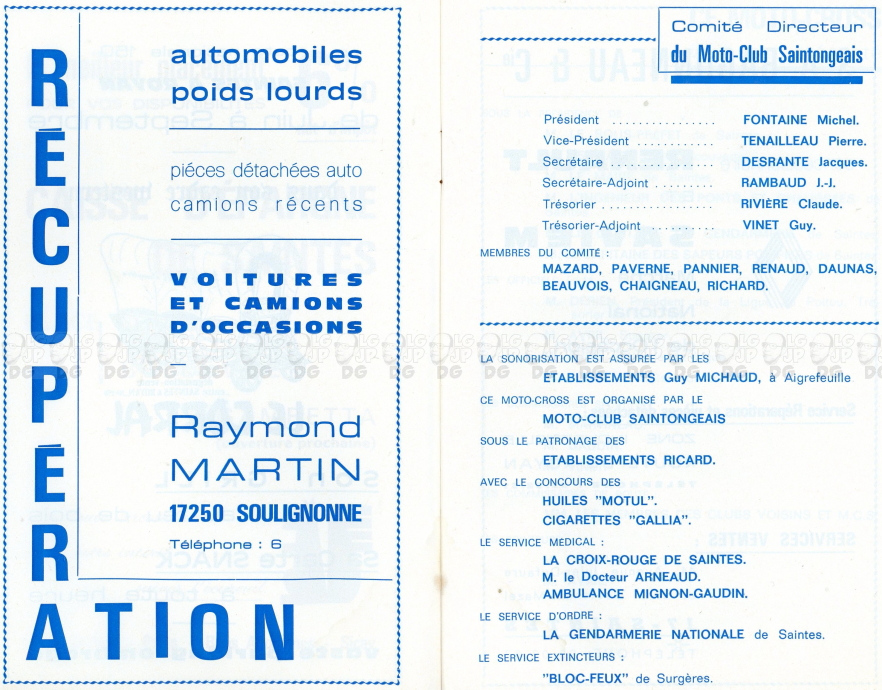 RÉCUPÉRATION
automobiles
poids lourds
piéces détachées auto
camions récents
VOITURES
ET CAMIONS
D'OCCASIONS
Raymond
MARTIN
17250 SOULIGNONNE
Téléphone : 6
Comité Directeur
du Moto-Club Saintongeais
Président ................ FONTAINE Michel.
Vice-Président ............ TENAILLEAU Pierre.
Secrétaire ................ DESRANTE Jacques.
Secrétaire-Adjoint ......... RAMBAUD J.-J.
Trésorier .................. RIVIÈRE Claude.
Trésorier-Adjoint .......... VINET Guy.
MEMBRES DU COMITÉ :
MAZARD, PAVERNE, PANNIER, RENAUD, DAUNAS,
BEAUVOIS, CHAIGNEAU, RICHARD.
LA SONORISATION EST ASSURÉE PAR LES
ETABLISSEMENTS Guy MICHAUD, à Aigrefeuille
CE MOTO-CROSS EST ORGANISÉ PAR LE
MOTO-CLUB SAINTONGEAIS
SOUS LE PATRONAGE DES
ETABLISSEMENTS RICARD.
AVEC LE CONCOURS DES
HUILES "MOTUL".
CIGARETTES "GALLIA".
LE SERVICE MÉDICAL :
LA CROIX-ROUGE DE SAINTES.
M. le Docteur ARNEAUD.
AMBULANCE MIGNON-GAUDIN.
LE SERVICE D'ORDRE :
LA GENDARMERIE NATIONALE de Saintes.
LE SERVICE EXTINCTEURS :
"BLOC-FEUX" de Surgères.